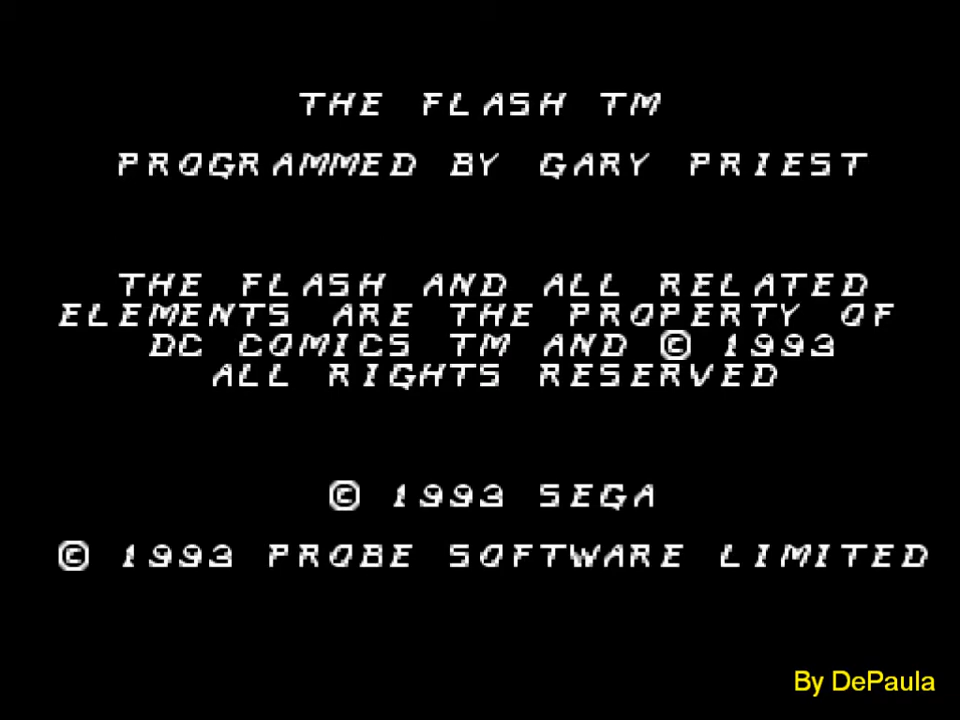 THE FLASH TM
PROGRAMMED BY GARY PRIEST
THE FLASH AND ALL RELATED
ELEMENTS ARE THE PROPERTY OF
DC COMICS TM AND © 1993
ALL RIGHTS RESERVED
© 1993 SEGA
© 1993 PROBE SOFTWARE LIMITED
By DePaula